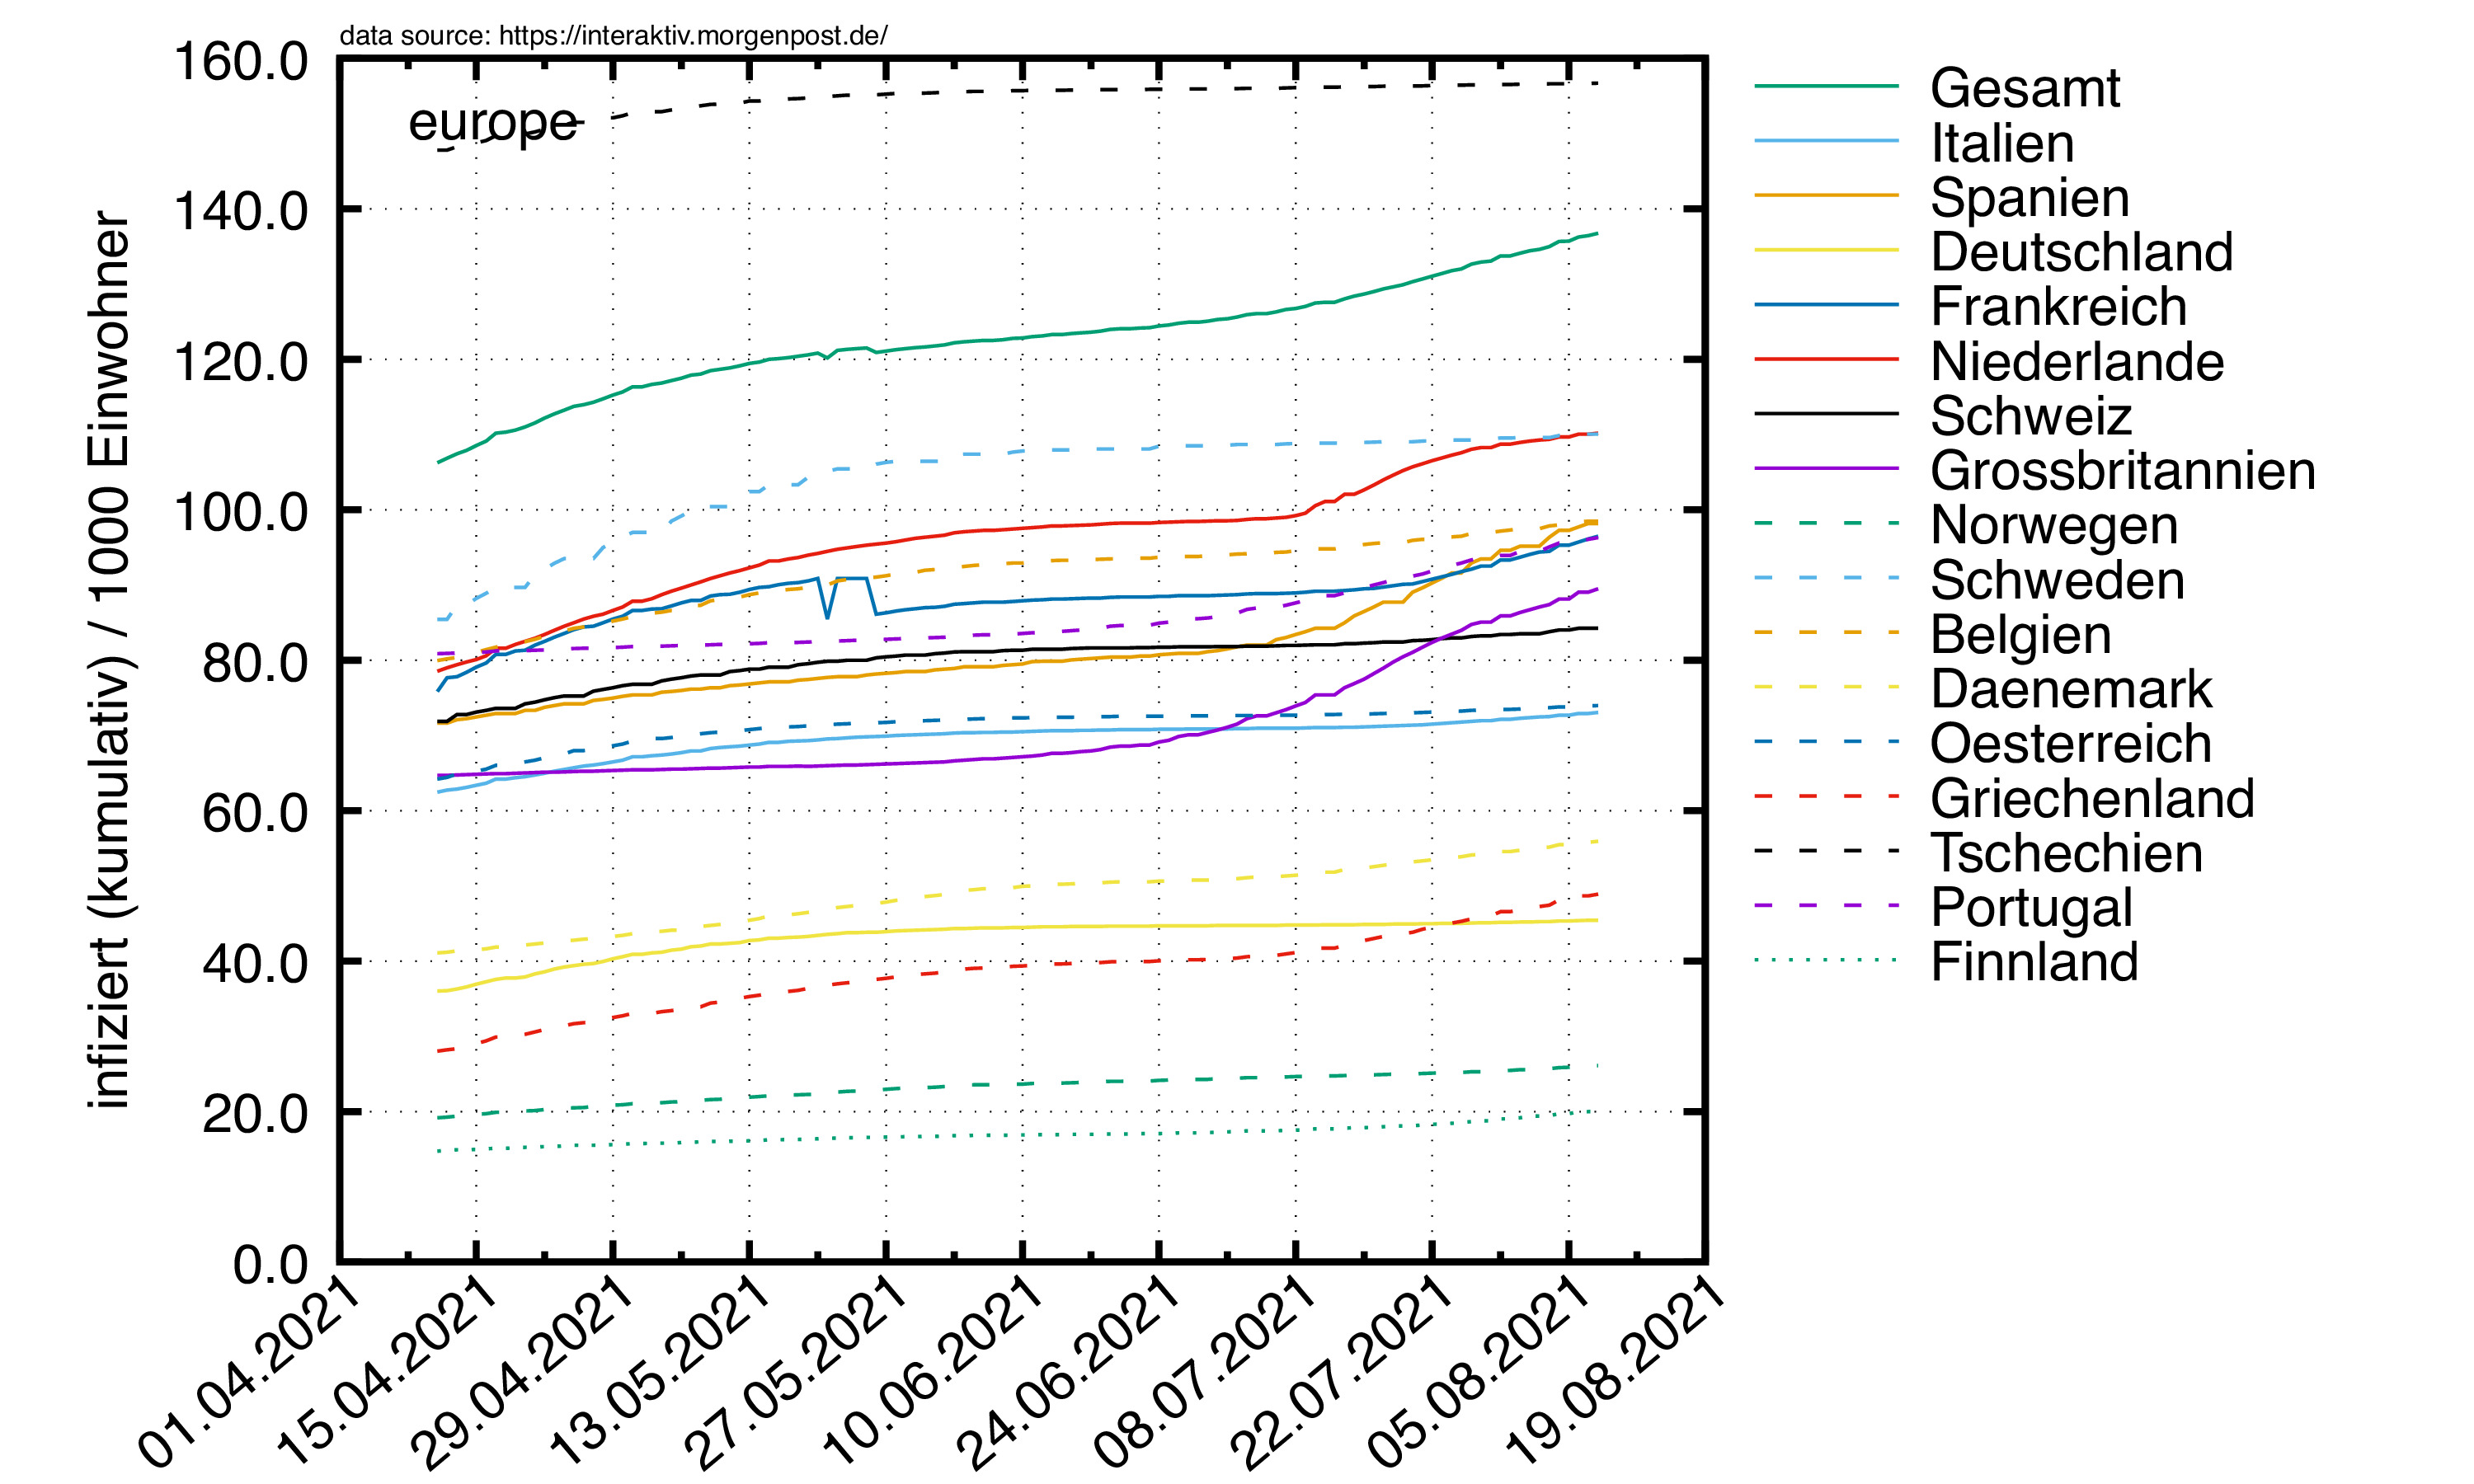 data source: https://interaktiv.morgenpost.de/
europe
infiziert (kumulativ) / 1000 Einwohner
160.0
140.0
120.0
100.0
80.0
60.0
40.0
20.0
0.0
01.04.2021
15.04.2021
29.04.2021
13.05.2021
27.05.2021
10.06.2021
24.06.2021
08.07.2021
22.07.2021
05.08.2021
19.08.2021
Gesamt
Italien
Spanien
Deutschland
Frankreich
Niederlande
Schweiz
Grossbritannien
Norwegen
Schweden
Belgien
Daenemark
Oesterreich
Griechenland
Tschechien
Portugal
Finnland